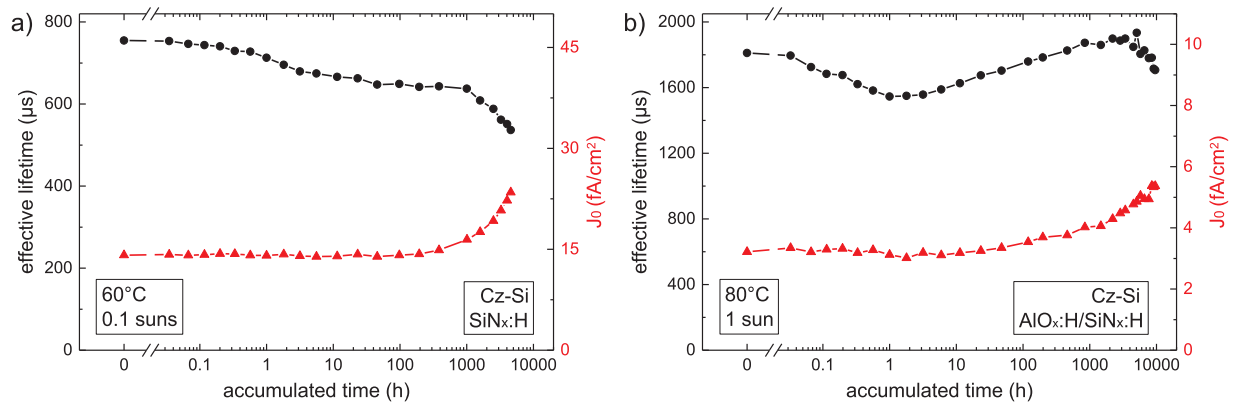 a)
800
600
400
200
0
effective lifetime (µs)
45
30
15
0
J₀ (fA/cm²)
60°C
0.1 suns
Cz-Si
SiNₓ:H
0 0.1 1 10 100 1000 10000
accumulated time (h)
b)
2000
1600
1200
800
400
0
effective lifetime (µs)
10
8
6
4
2
0
J₀ (fA/cm²)
80°C
1 sun
Cz-Si
AlOₓ:H/SiNₓ:H
0 0.1 1 10 100 1000 10000
accumulated time (h)